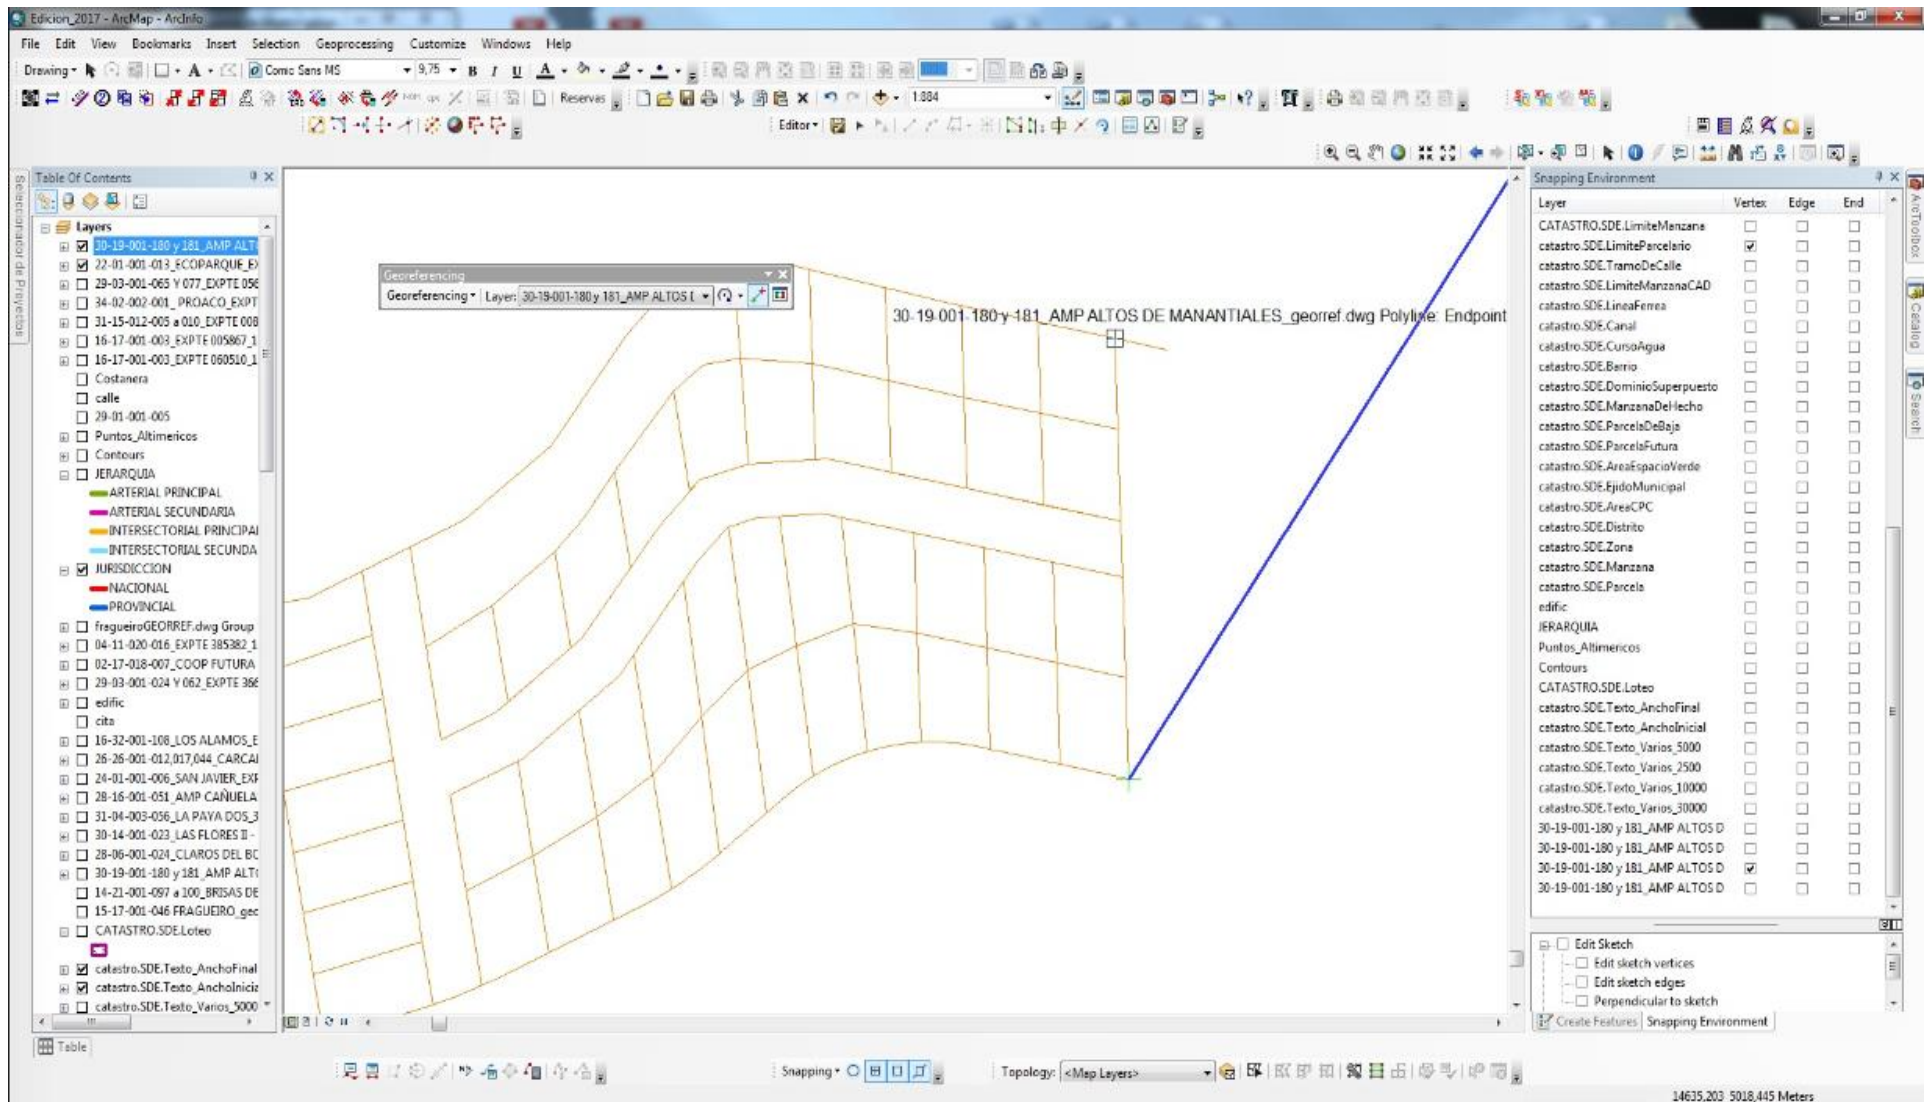 Edicion_2017 - ArcMap - ArcInfo
File Edit View Bookmarks Insert Selection Geoprocessing Customize Windows Help
Drawing A Comic Sans MS 9,75 B I U A
Reservas 1:884
Editor
Seleccionador de Proyectos
Table Of Contents
Layers
30-19-001-180 y 181_AMP ALT
22-01-001-013_ECOPARQUE_E
29-03-001-065 Y 077_EXPTE 056
34-02-002-001_ PROACO_EXPT
31-15-012-005 a 010_EXPTE 008
16-17-001-003_EXPTE 005867_1
16-17-001-003_EXPTE 060510_1
Costanera
calle
29-01-001-005
Puntos_Altimericos
Contours
JERARQUIA
ARTERIAL PRINCIPAL
ARTERIAL SECUNDARIA
INTERSECTORIAL PRINCIPAL
INTERSECTORIAL SECUNDA
JURISDICCION
NACIONAL
PROVINCIAL
fragueiroGEORREF.dwg Group
04-11-020-016_EXPTE 385382_1
02-17-018-007_COOP FUTURA
29-03-001-024 Y 062_EXPTE 366
edific
cita
16-32-001-108_LOS ALAMOS_E
26-26-001-012,017,044_CARCA
24-01-001-006_SAN JAVIER_EXP
28-16-001-051_AMP CAÑUELA
31-04-003-056_LA PAYA DOS_3
30-14-001-023_LAS FLORES II -
28-06-001-024_CLAROS DEL BO
30-19-001-180 y 181_AMP ALT
14-21-001-097 a 100_BRISAS DE
15-17-001-046 FRAGUEIRO_geo
CATASTRO.SDE.Loteo
catastro.SDE.Texto_AnchoFinal
catastro.SDE.Texto_AnchoInicia
catastro.SDE.Texto_Varios_5000
Table
Georeferencing
Georeferencing Layer: 30-19-001-180 y 181_AMP ALTOS D
30-19-001-180 y 181_AMP ALTOS DE MANANTIALES_georref.dwg Polyline: Endpoint
Snapping Environment
Layer Vertex Edge End
CATASTRO.SDE.LimiteManzana
catastro.SDE.LimiteParcelario
catastro.SDE.TramoDeCalle
catastro.SDE.LimiteManzanaCAD
catastro.SDE.LineaFerrea
catastro.SDE.Canal
catastro.SDE.CursoAgua
catastro.SDE.Barrio
catastro.SDE.DominioSuperpuesto
catastro.SDE.ManzanaDeHecho
catastro.SDE.ParcelaDeBaja
catastro.SDE.ParcelaFutura
catastro.SDE.AreaEspacioVerde
catastro.SDE.EjidoMunicipal
catastro.SDE.AreaCPC
catastro.SDE.Distrito
catastro.SDE.Zona
catastro.SDE.Manzana
catastro.SDE.Parcela
edific
JERARQUIA
Puntos_Altimericos
Contours
CATASTRO.SDE.Loteo
catastro.SDE.Texto_AnchoFinal
catastro.SDE.Texto_AnchoInicial
catastro.SDE.Texto_Varios_5000
catastro.SDE.Texto_Varios_2500
catastro.SDE.Texto_Varios_10000
catastro.SDE.Texto_Varios_30000
30-19-001-180 y 181_AMP ALTOS D
30-19-001-180 y 181_AMP ALTOS D
30-19-001-180 y 181_AMP ALTOS D
30-19-001-180 y 181_AMP ALTOS D
Edit Sketch
Edit sketch vertices
Edit sketch edges
Perpendicular to sketch
Create Features Snapping Environment
ArcToolbox
Catalog
Search
Snapping
Topology: <Map Layers>
14635,203 5018,445 Meters